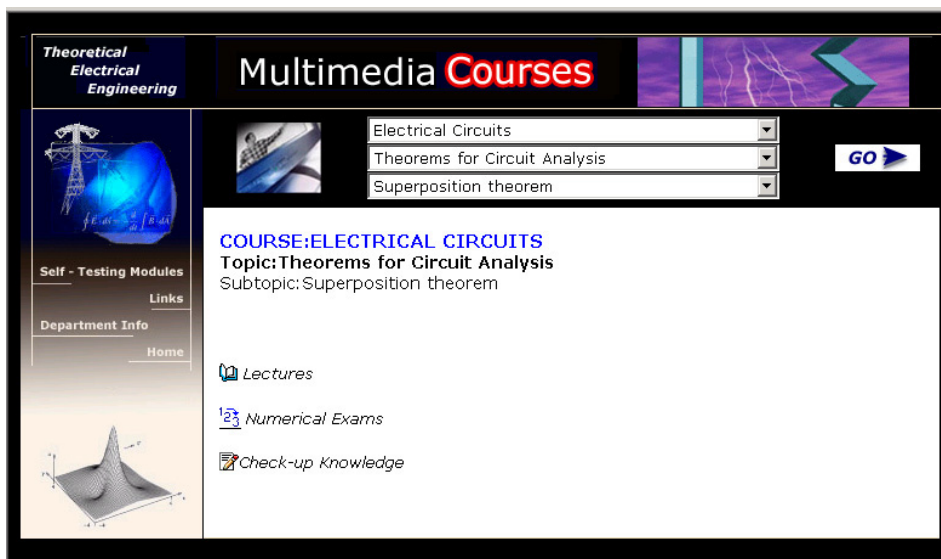 Theoretical
Electrical
Engineering
Multimedia Courses
Electrical Circuits
Theorems for Circuit Analysis
Superposition theorem
GO
COURSE:ELECTRICAL CIRCUITS
Topic:Theorems for Circuit Analysis
Subtopic:Superposition theorem
Self - Testing Modules
Links
Department Info
Home
Lectures
123 Numerical Exams
Check-up Knowledge